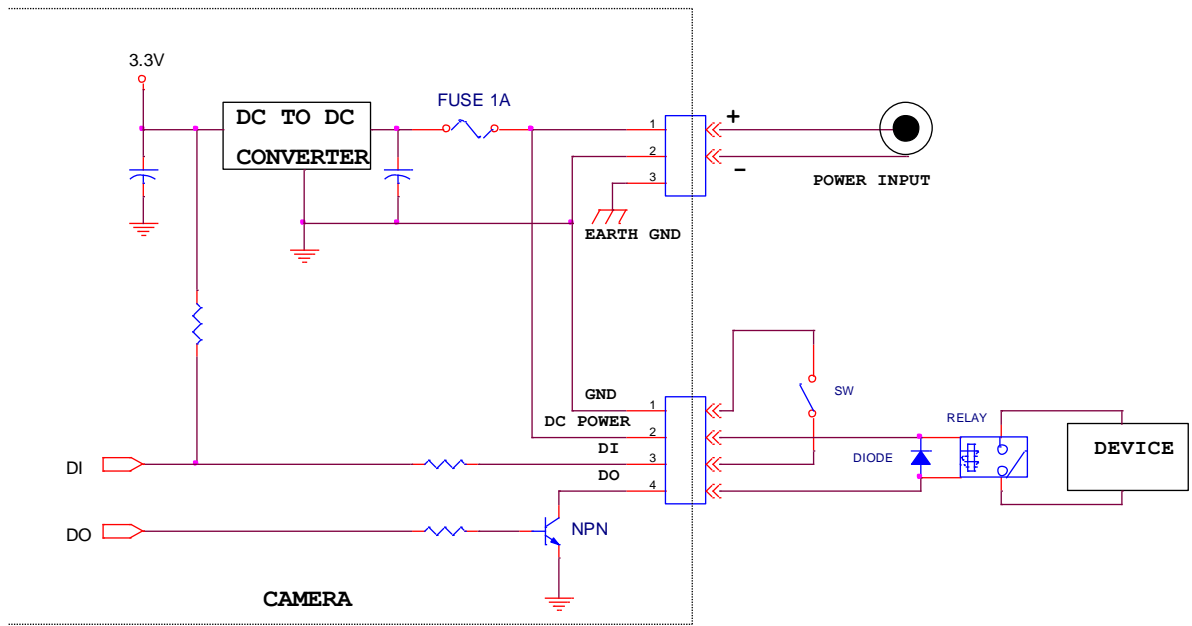 3.3V
FUSE 1A
DC TO DC
CONVERTER
1
2
3
+
-
POWER INPUT
EARTH GND
GND
DC POWER
DI
DO
1
2
3
4
SW
RELAY
DIODE
DEVICE
DI
DO
NPN
CAMERA